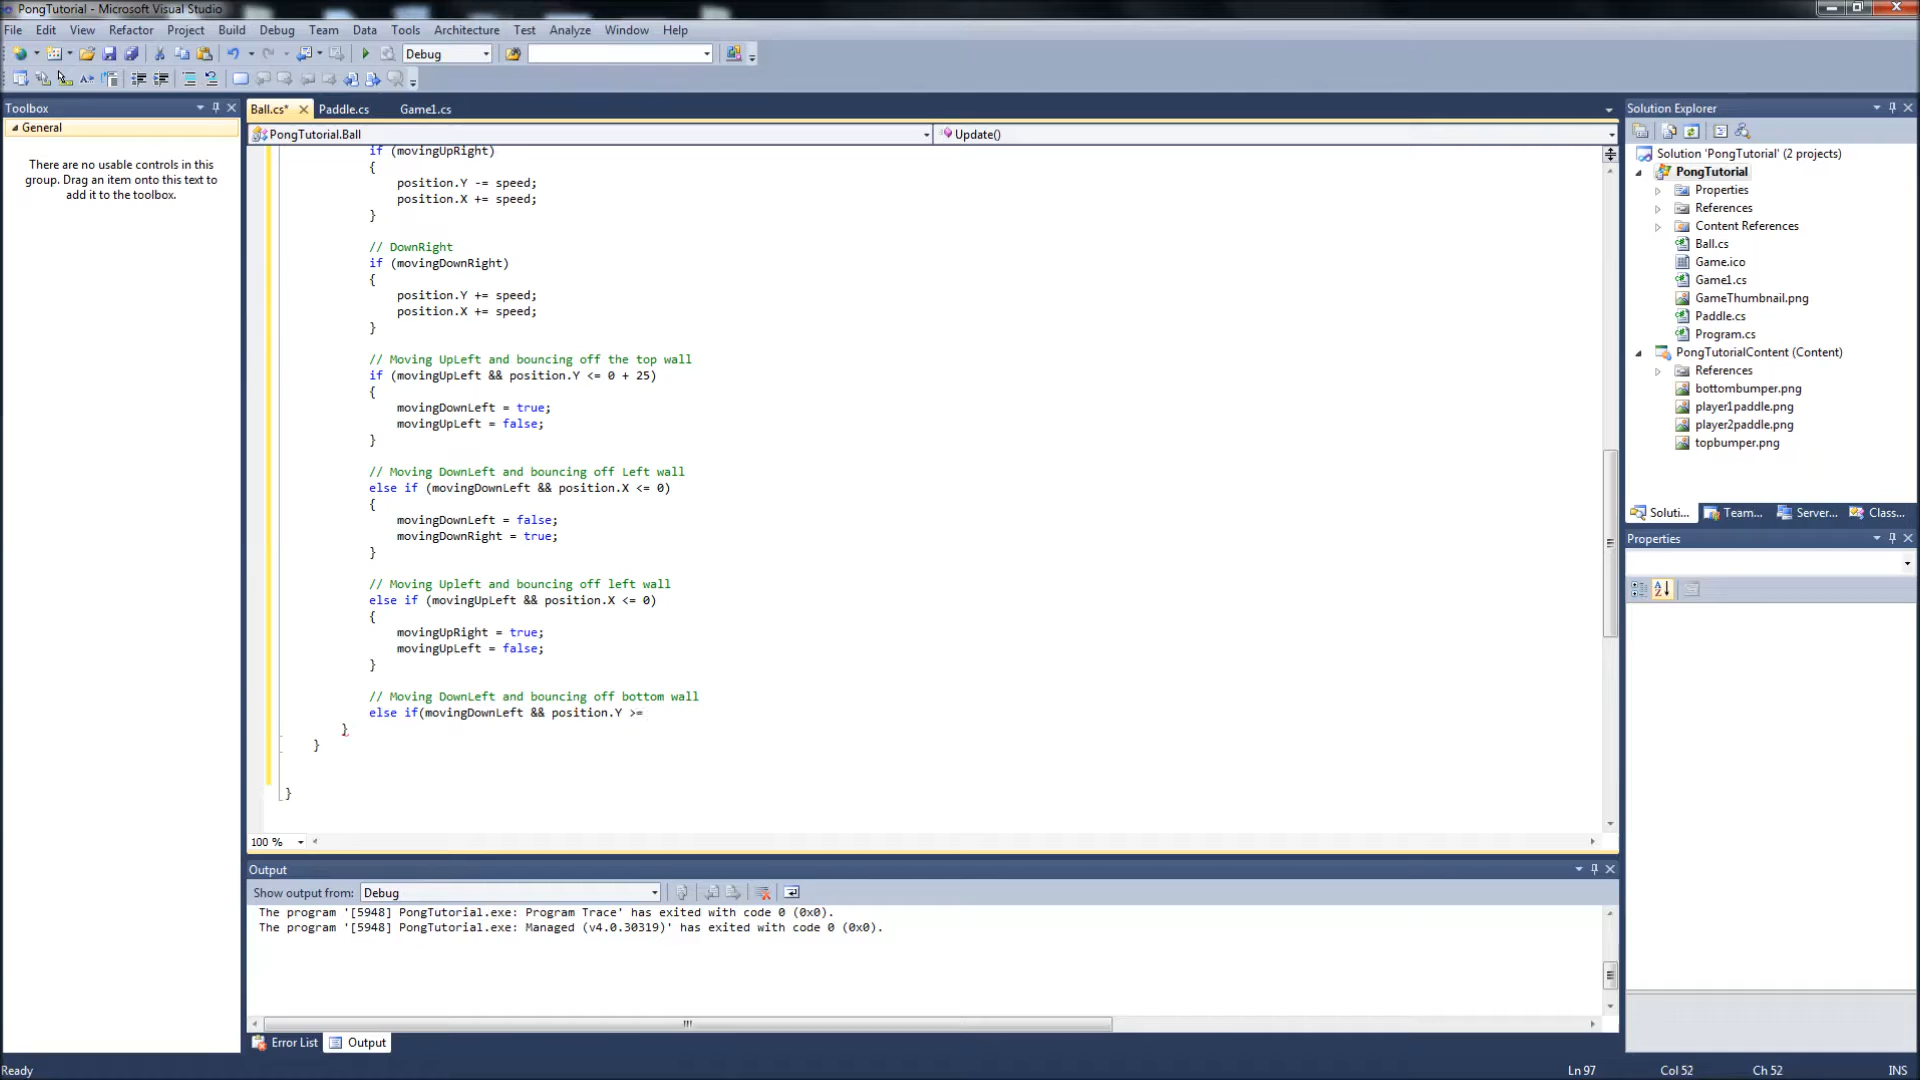 PongTutorial - Microsoft Visual Studio
File Edit View Refactor Project Build Debug Team Data Tools Architecture Test Analyze Window Help
Debug
Toolbox
General
There are no usable controls in this
group. Drag an item onto this text to
add it to the toolbox.
Ball.cs* Paddle.cs Game1.cs
PongTutorial.Ball Update()
if (movingUpRight)
{
position.Y -= speed;
position.X += speed;
}
// DownRight
if (movingDownRight)
{
position.Y += speed;
position.X += speed;
}
// Moving UpLeft and bouncing off the top wall
if (movingUpLeft && position.Y <= 0 + 25)
{
movingDownLeft = true;
movingUpLeft = false;
}
// Moving DownLeft and bouncing off Left wall
else if (movingDownLeft && position.X <= 0)
{
movingDownLeft = false;
movingDownRight = true;
}
// Moving Upleft and bouncing off left wall
else if (movingUpLeft && position.X <= 0)
{
movingUpRight = true;
movingUpLeft = false;
}
// Moving DownLeft and bouncing off bottom wall
else if(movingDownLeft && position.Y >=
}
}
}
100 %
Output
Show output from: Debug
The program '[5948] PongTutorial.exe: Program Trace' has exited with code 0 (0x0).
The program '[5948] PongTutorial.exe: Managed (v4.0.30319)' has exited with code 0 (0x0).
Error List Output
Solution Explorer
Solution 'PongTutorial' (2 projects)
PongTutorial
Properties
References
Content References
Ball.cs
Game.ico
Game1.cs
GameThumbnail.png
Paddle.cs
Program.cs
PongTutorialContent (Content)
References
bottombumper.png
player1paddle.png
player2paddle.png
topbumper.png
Soluti... Team... Server... Class...
Properties
Ready Ln 97 Col 52 Ch 52 INS